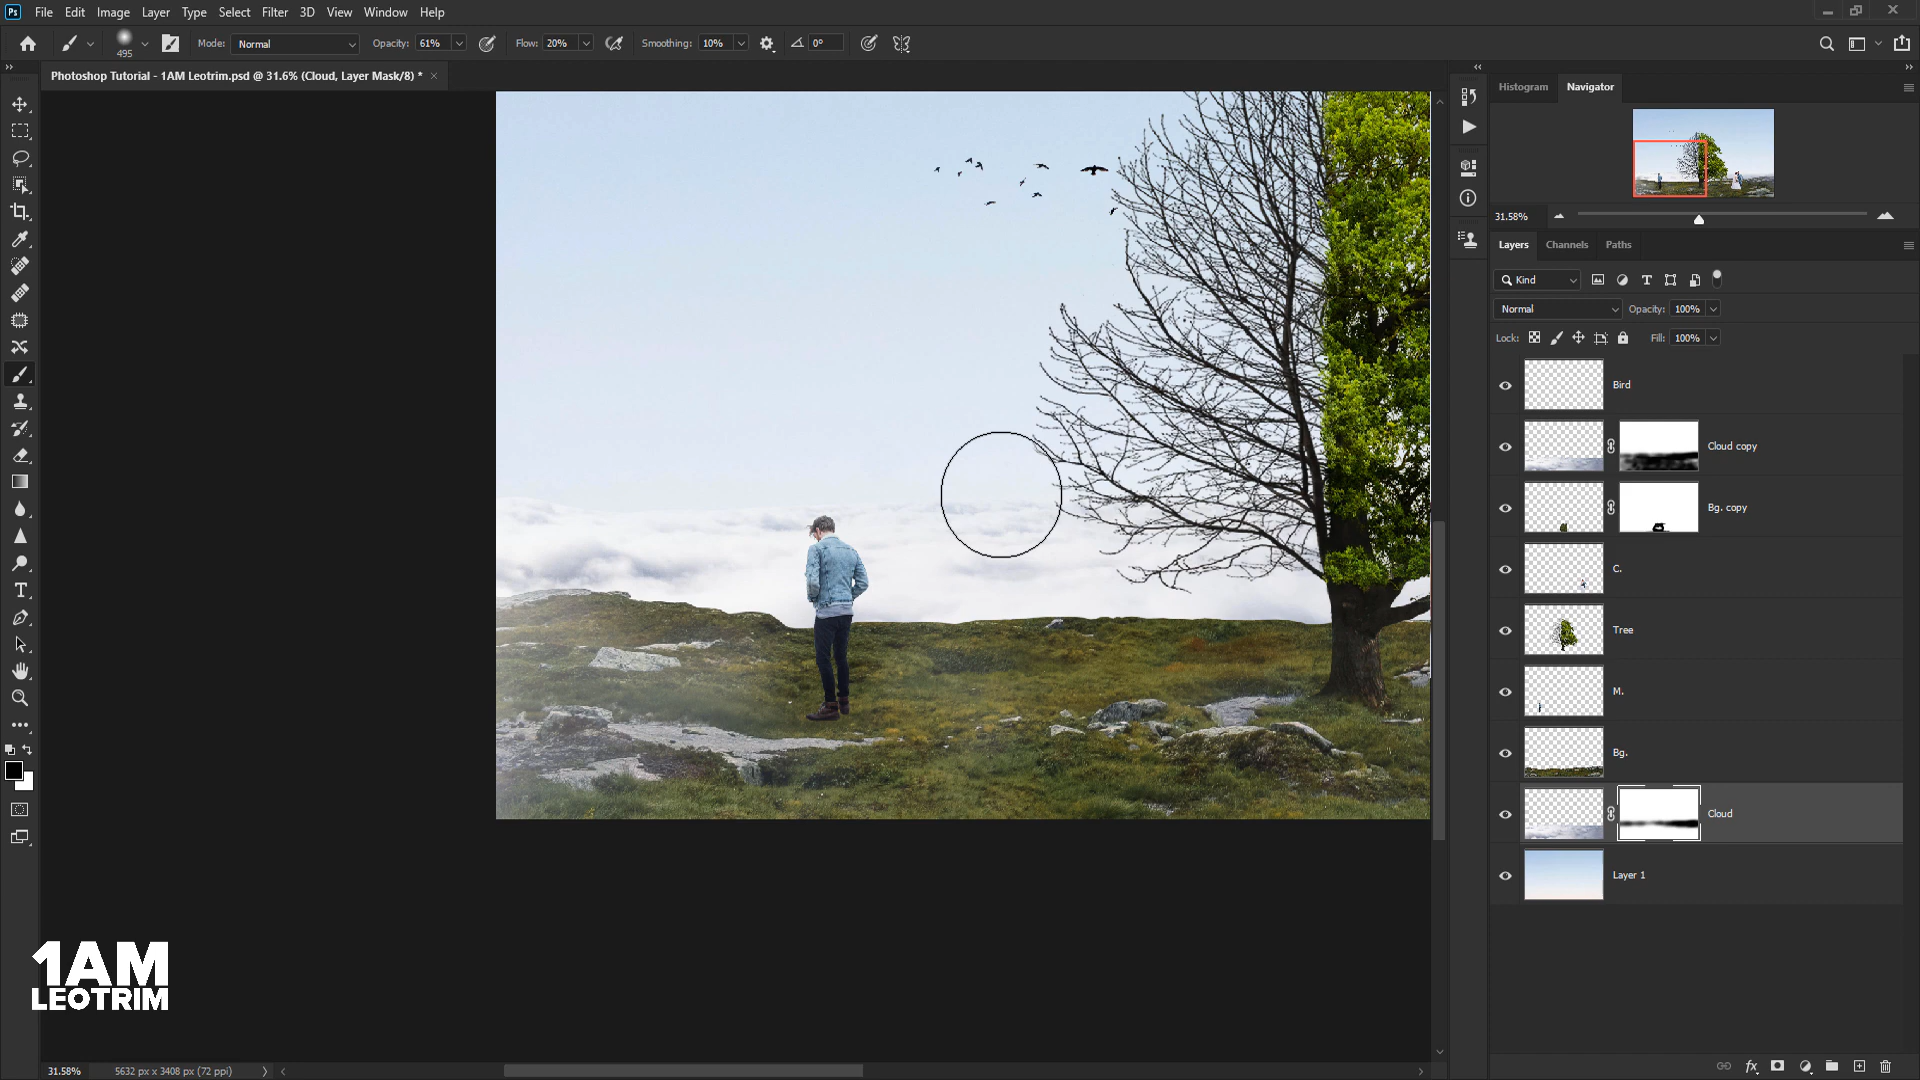 Ps File Edit Image Layer Type Select Filter 3D View Window Help
495 Mode: Normal Opacity: 61% Flow: 20% Smoothing: 10% 0°
Photoshop Tutorial - 1AM Leotrim.psd @ 31.6% (Cloud, Layer Mask/8) *
Histogram Navigator
31.58%
Layers Channels Paths
Kind
Normal Opacity: 100%
Lock: Fill: 100%
Bird
Cloud copy
Bg. copy
C.
Tree
M.
Bg.
Cloud
Layer 1
1AM
LEOTRIM
31.58% 5632 px x 3408 px (72 ppi)